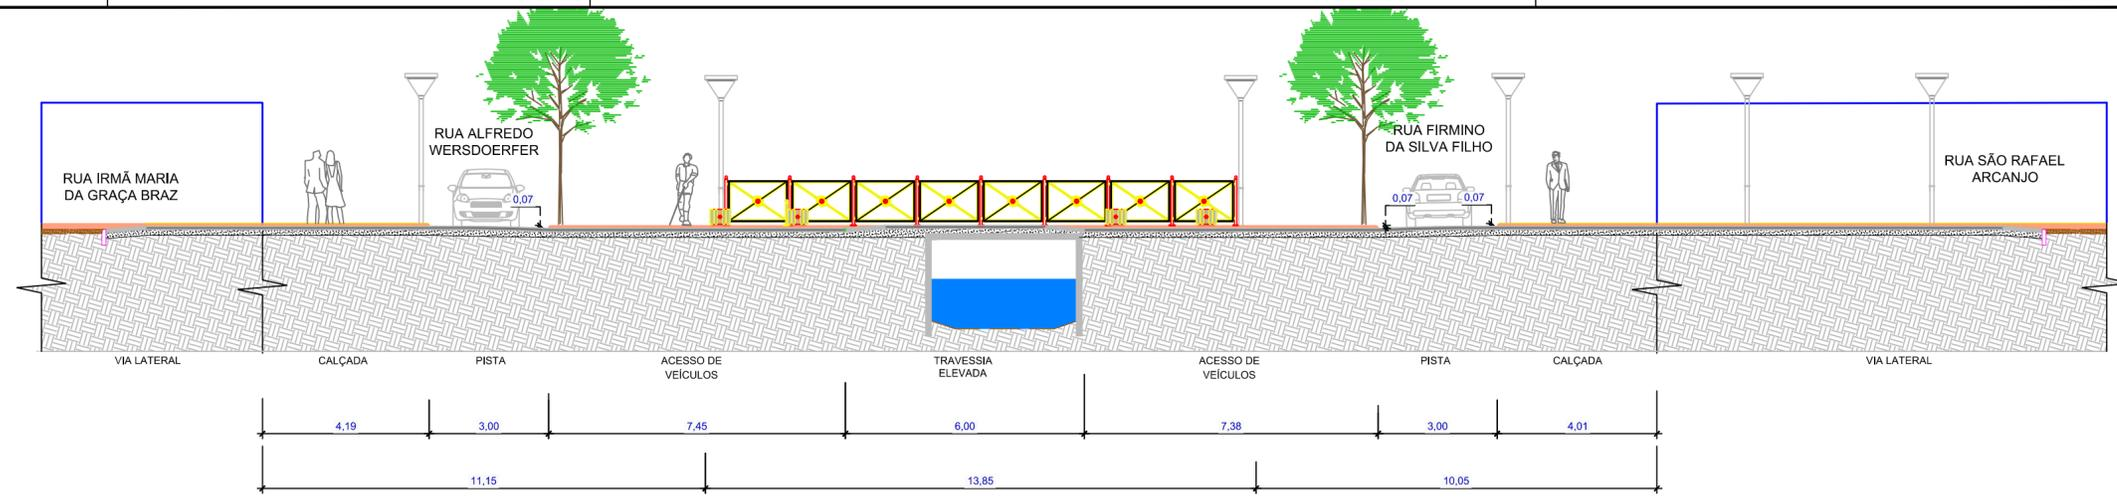 RUA ALFREDO
WERSDOERFER
RUA FIRMINO
DA SILVA FILHO
RUA IRMÃ MARIA
DA GRAÇA BRAZ
RUA SÃO RAFAEL
ARCANJO
0,07
0,07
0,07
VIA LATERAL
CALÇADA
PISTA
ACESSO DE
VEÍCULOS
TRAVESSIA
ELEVADA
ACESSO DE
VEÍCULOS
PISTA
CALÇADA
VIA LATERAL
4,19
3,00
7,45
6,00
7,38
3,00
4,01
11,15
13,85
10,05